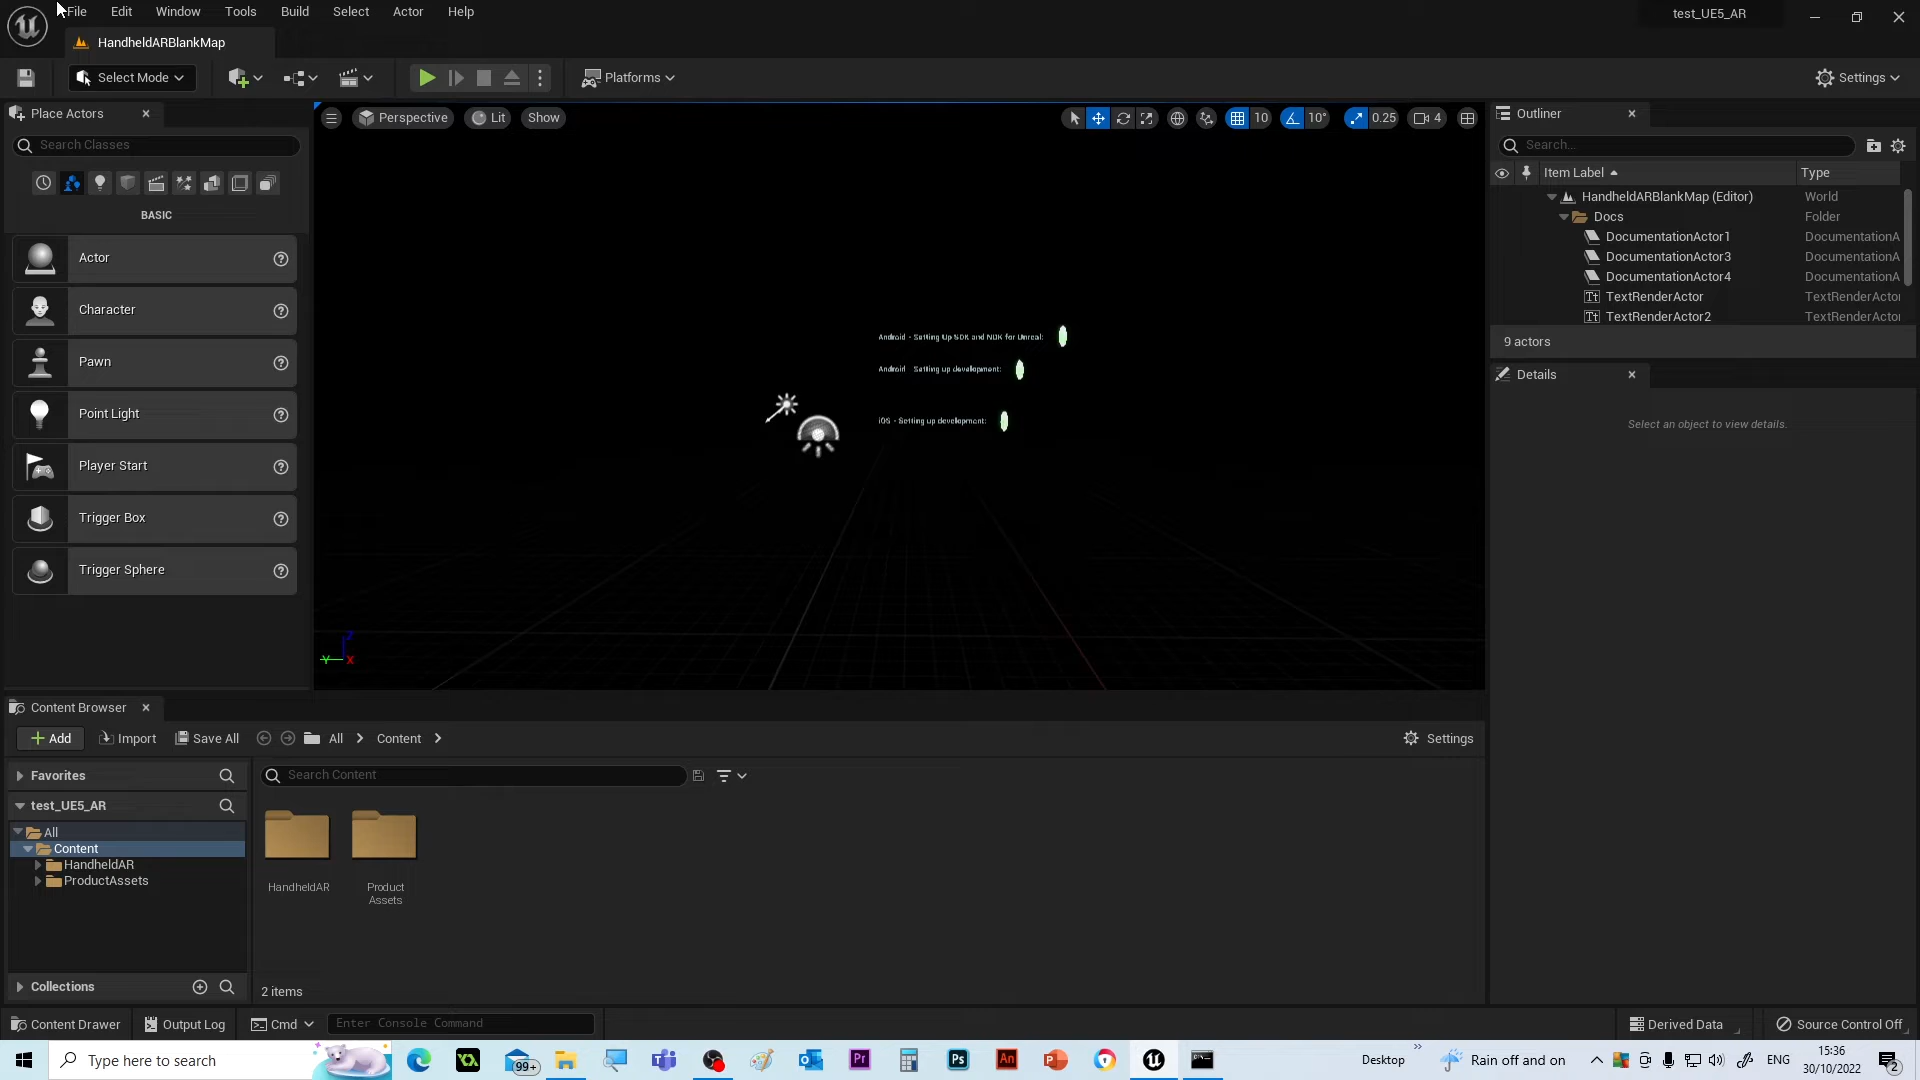 File Edit Window Tools Build Select Actor Help
test_UE5_AR
HandheldARBlankMap
Select Mode
Platforms
Settings
Place Actors
Search Classes
BASIC
Actor
Character
Pawn
Point Light
Player Start
Trigger Box
Trigger Sphere
Perspective Lit Show
10 10° 0.25 4
Android - Setting Up SDK and NDK for Unreal:
Android Setting up development:
iOS - Setting up development:
Z
Y X
Outliner
Search...
Item Label Type
HandheldARBlankMap (Editor) World
Docs Folder
DocumentationActor1 DocumentationA
DocumentationActor3 DocumentationA
DocumentationActor4 DocumentationA
TextRenderActor TextRenderActor
TextRenderActor2 TextRenderActo
9 actors
Details
Select an object to view details.
Content Browser
Add Import Save All All Content Settings
Favorites
test_UE5_AR
All
Content
HandheldAR
ProductAssets
Collections
Search Content
HandheldAR
Product
Assets
2 items
Content Drawer Output Log Cmd Enter Console Command
Derived Data Source Control Off
Type here to search
99+
Pr Ps An
Desktop
Rain off and on
ENG
15:36
30/10/2022
2